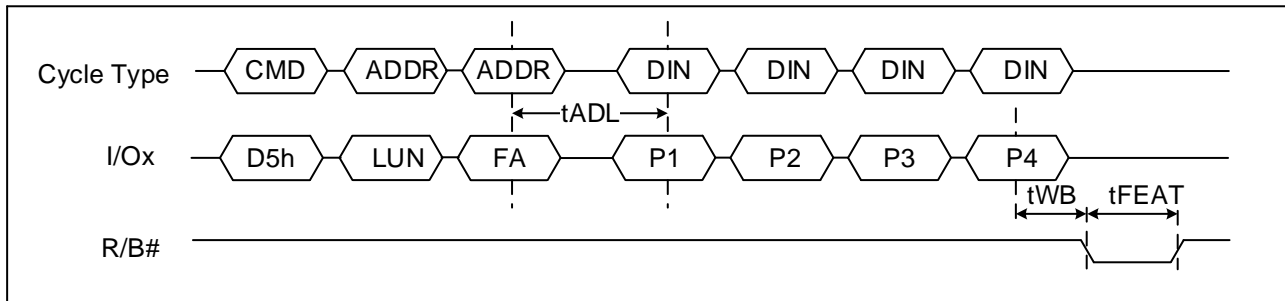 Cycle Type CMD ADDR ADDR DIN DIN DIN DIN
tADL
I/Ox D5h LUN FA P1 P2 P3 P4
tWB tFEAT
R/B#